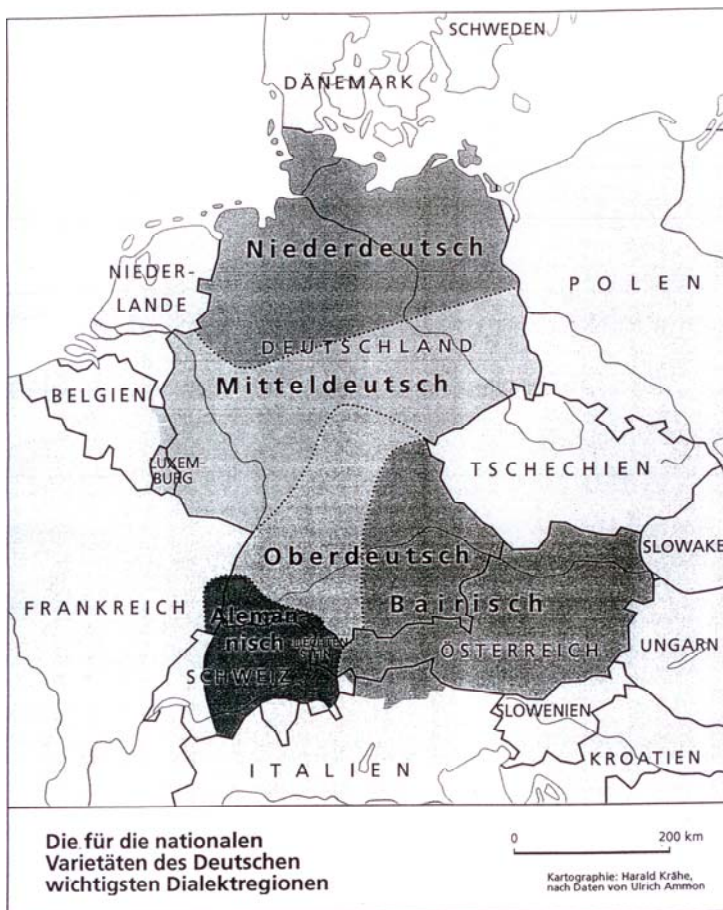 SCHWEDEN
DÄNEMARK
Niederdeutsch
NIEDER-
LANDE
POLEN
DEUTSCHLAND
Mitteldeutsch
BELGIEN
LUXEM-
BURG
TSCHECHIEN
SLOWAKE
Oberdeutsch
FRANKREICH
Bairisch
Aleman-
nisch
ÖSTERREICH
UNGARN
SCHWEIZ
SLOWENIEN
KROATIEN
ITALIEN
Die für die nationalen
Varietäten des Deutschen
wichtigsten Dialektregionen
0 200 km
Kartographie: Harald Krähe,
nach Daten von Ulrich Ammon